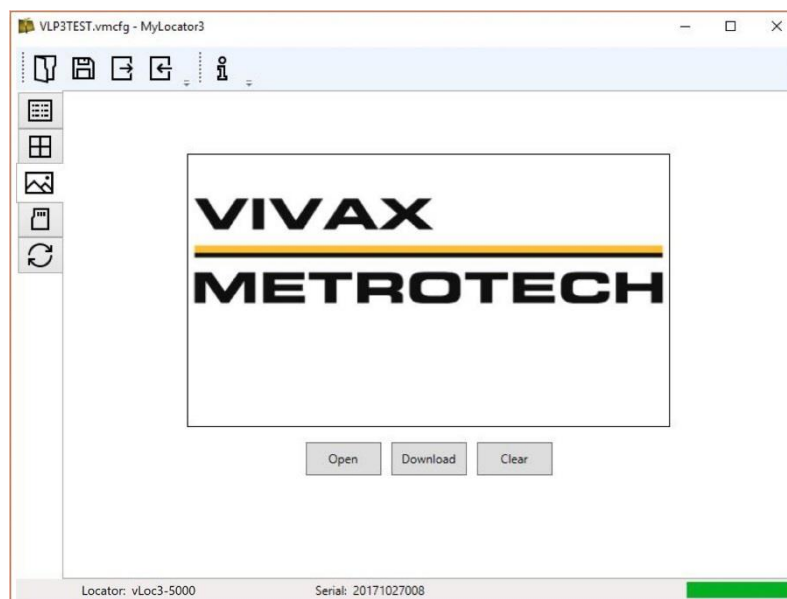 VLP3TEST.vmcfg - MyLocator3
VIVAX
METROTECH
Open Download Clear
Locator: vLoc3-5000 Serial: 20171027008